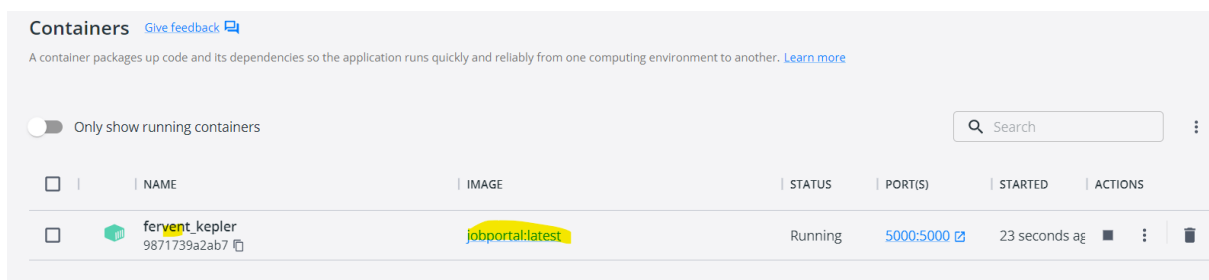 Containers Give feedback
A container packages up code and its dependencies so the application runs quickly and reliably from one computing environment to another. Learn more
Only show running containers
Search
NAME IMAGE STATUS PORT(S) STARTED ACTIONS
fervent_kepler jobportal:latest Running 5000:5000 23 seconds ag
9871739a2ab7